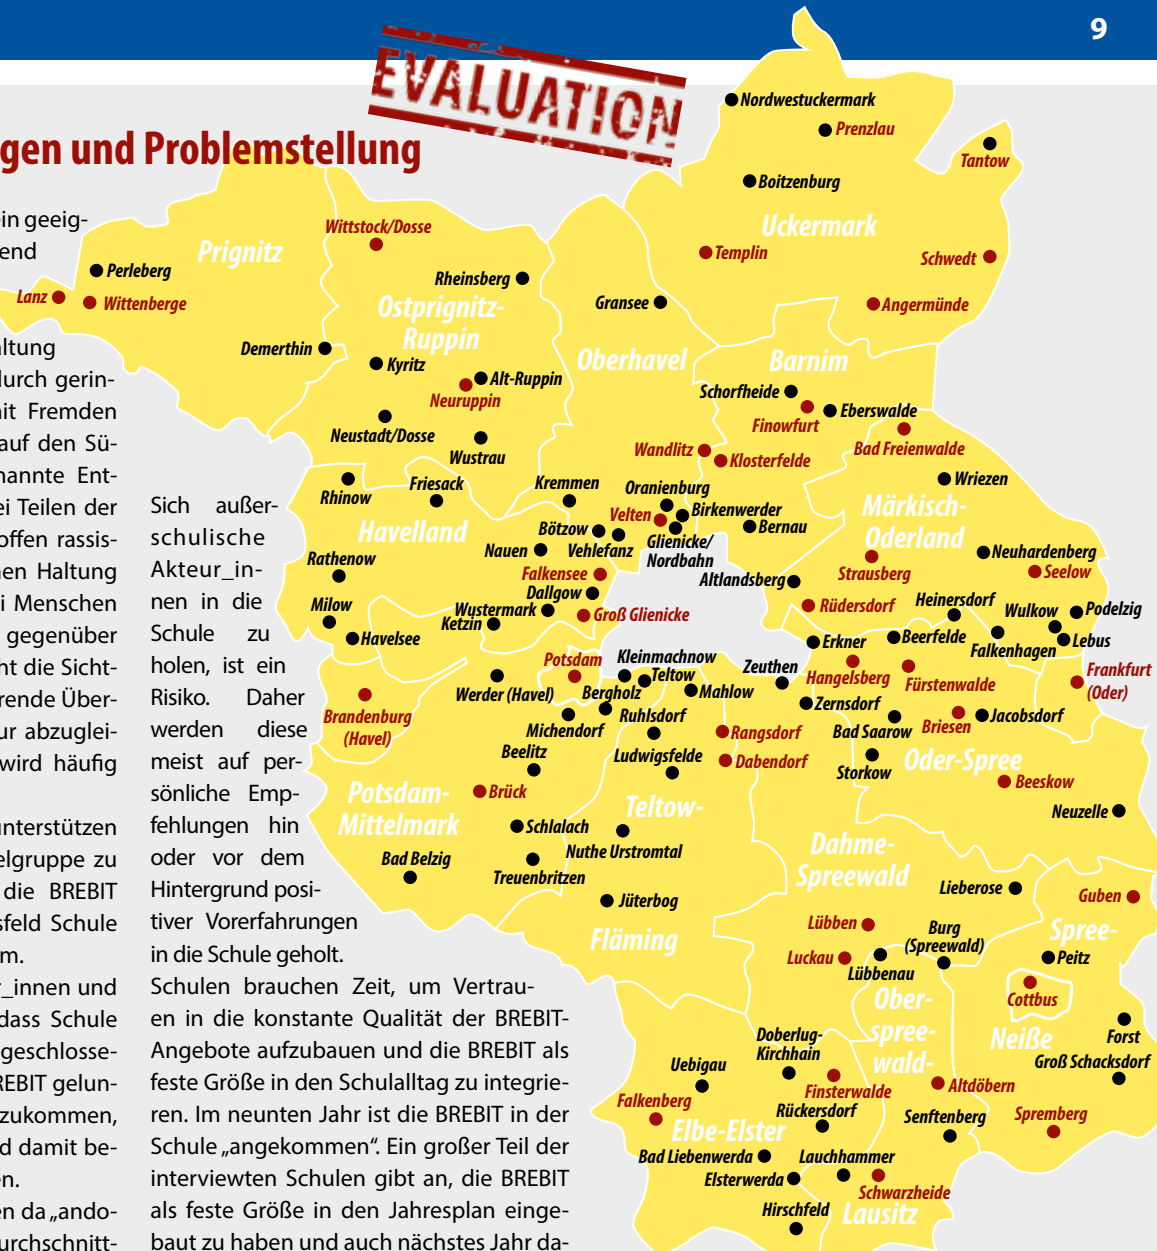 9
EVALUATION
gen und Problemstellung
ein geeig-
end
altung
durch gerin-
mit Fremden
auf den Sü-
nannte Ent-
ei Teilen der
offen rassis-
nen Haltung
i Menschen
gegenüber
ht die Sicht-
rende Über-
ur abzuglei-
wird häufig
unterstützen
elgruppe zu
die BREBIT
sfeld Schule
m.
r_innen und
dass Schule
geschlosse-
REBIT gelun-
zukommen,
d damit be-
en.
en da „ando-
durchschnitt-
Sich außer-
schulische
Akteur_in-
nen in die
Schule zu
holen, ist ein
Risiko. Daher
werden diese
meist auf per-
sönliche Emp-
fehlungen hin
oder vor dem
Hintergrund posi-
tiver Vorerfahrungen
in die Schule geholt.
Schulen brauchen Zeit, um Vertrau-
en in die konstante Qualität der BREBIT-
Angebote aufzubauen und die BREBIT als
feste Größe in den Schulalltag zu integrie-
ren. Im neunten Jahr ist die BREBIT in der
Schule „angekommen“. Ein großer Teil der
interviewten Schulen gibt an, die BREBIT
als feste Größe in den Jahresplan einge-
baut zu haben und auch nächstes Jahr da-
Nordwestuckermark
Prenzlau
Tantow
Boitzenburg
Uckermark
Templin
Schwedt
Angermünde
Prignitz
Perleberg
Lanz
Wittenberge
Demerthin
Wittstock/Dosse
Rheinsberg
Ostprignitz-
Ruppin
Kyritz
Alt-Ruppin
Neuruppin
Neustadt/Dosse
Wustrau
Gransee
Oberhavel
Barnim
Schorfheide
Finowfurt
Eberswalde
Bad Freienwalde
Wandlitz
Klosterfelde
Wriezen
Rhinow
Friesack
Kremmen
Oranienburg
Birkenwerder
Velten
Bernau
Märkisch-
Oderland
Havelland
Bötzow
Vehlefanz
Glienicke/
Nordbahn
Nauen
Rathenow
Falkensee
Dallgow
Altlandsberg
Strausberg
Neuhardenberg
Seelow
Milow
Havelsee
Wustermark
Ketzin
Groß Glienicke
Rüdersdorf
Heinersdorf
Wulkow
Podelzig
Lebus
Falkenhagen
Erkner
Beerfelde
Potsdam
Kleinmachnow
Teltow
Zeuthen
Hangelsberg
Fürstenwalde
Frankfurt
(Oder)
Werder (Havel)
Bergholz
Mahlow
Zernsdorf
Brandenburg
(Havel)
Michendorf
Ruhlsdorf
Rangsdorf
Bad Saarow
Briesen
Jacobsdorf
Beelitz
Ludwigsfelde
Dabendorf
Storkow
Oder-Spree
Beeskow
Brück
Potsdam-
Mittelmark
Teltow-
Neuzelle
Schlalach
Nuthe Urstromtal
Dahme-
Spreewald
Bad Belzig
Treuenbritzen
Lieberose
Guben
Jüterbog
Lübben
Burg
(Spreewald)
Spree-
Fläming
Luckau
Lübbenau
Peitz
Cottbus
Ober-
spree-
wald-
Neiße
Forst
Doberlug-
Kirchhain
Groß Schacksdorf
Uebigau
Finsterwalde
Altdöbern
Falkenberg
Rückersdorf
Senftenberg
Spremberg
Elbe-Elster
Bad Liebenwerda
Lauchhammer
Elsterwerda
Schwarzheide
Hirschfeld
Lausitz